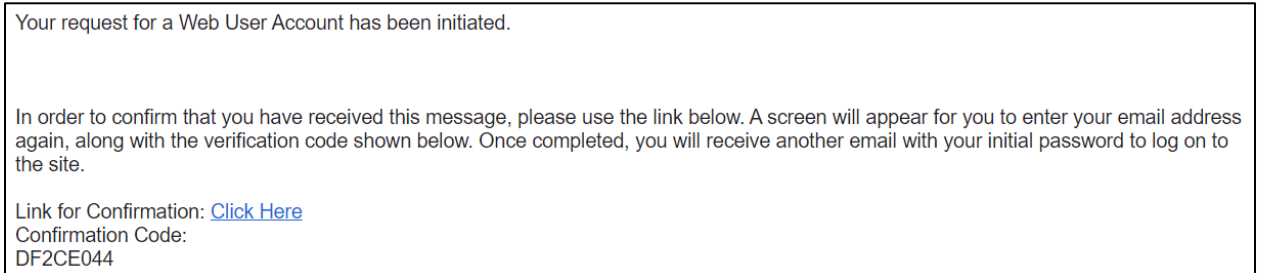 Your request for a Web User Account has been initiated.
In order to confirm that you have received this message, please use the link below. A screen will appear for you to enter your email address
again, along with the verification code shown below. Once completed, you will receive another email with your initial password to log on to
the site.
Link for Confirmation: Click Here
Confirmation Code:
DF2CE044